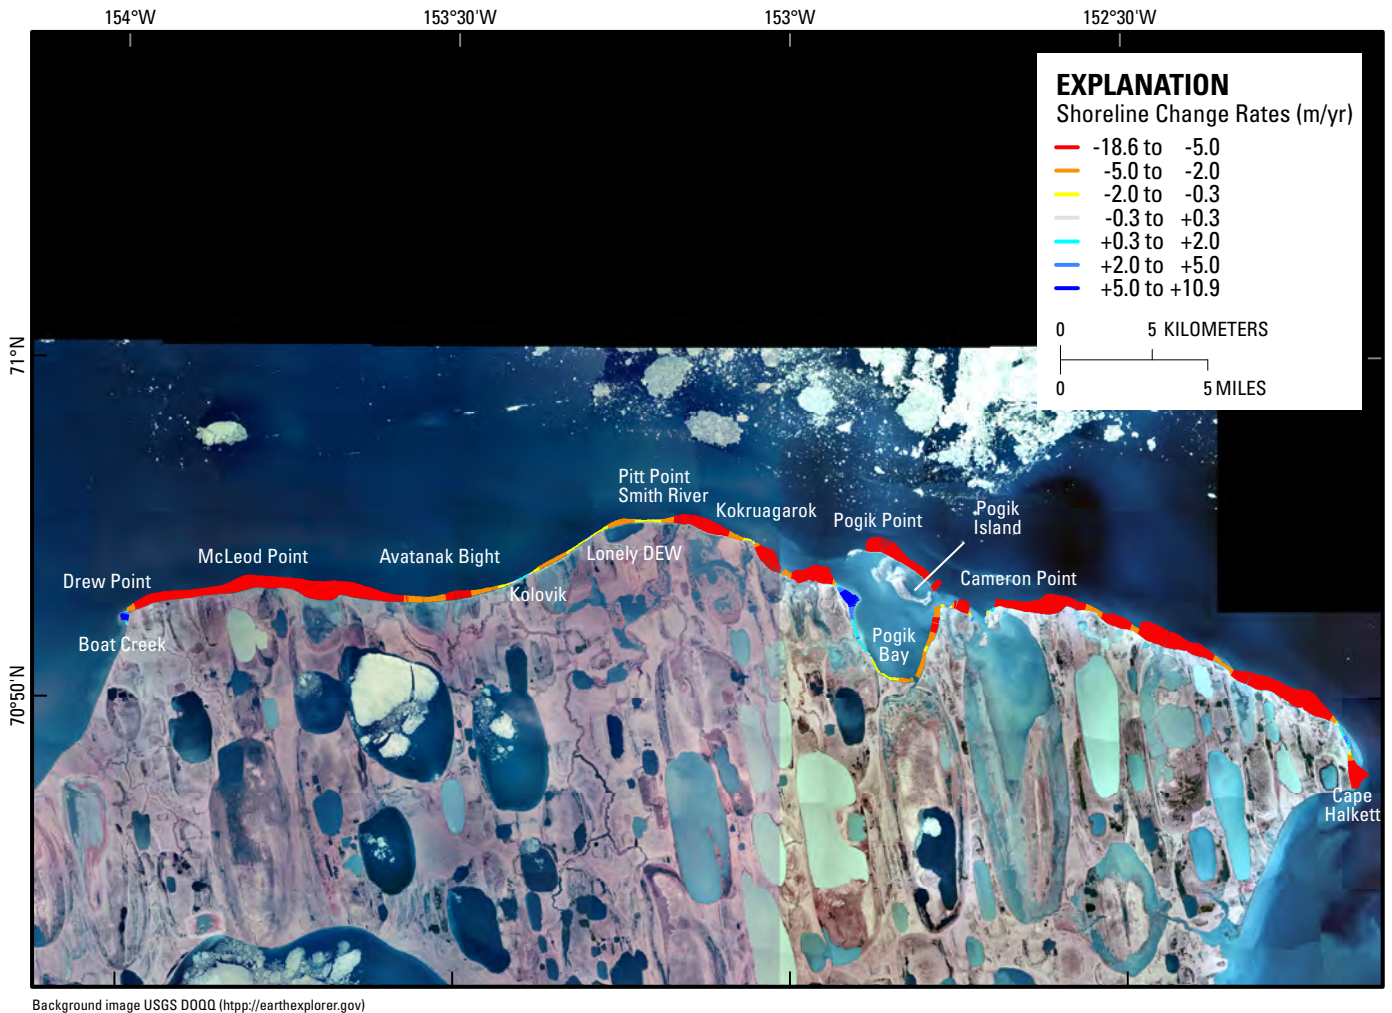 154°W
153°30'W
153°W
152°30'W
EXPLANATION
Shoreline Change Rates (m/yr)
-18.6 to -5.0
-5.0 to -2.0
-2.0 to -0.3
-0.3 to +0.3
+0.3 to +2.0
+2.0 to +5.0
+5.0 to +10.9
0 5 KILOMETERS
0 5 MILES
71°N
70°50'N
Pitt Point
Smith River
Kokruagarok
Pogik Point
Pogik
Island
McLeod Point
Avatanak Bight
Lonely DEW
Drew Point
Kolovik
Cameron Point
Boat Creek
Pogik
Bay
Cape
Halkett
Background image USGS DOQQ (htpp://earthexplorer.gov)